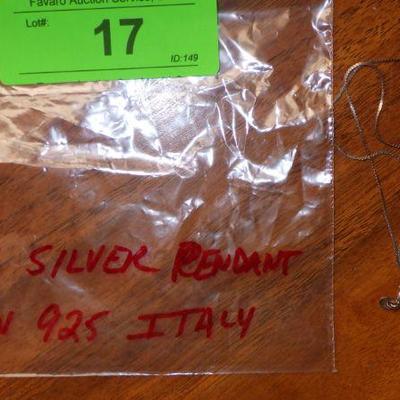 Favaro Auction Service,
Lot#:
17
ID:149
SILVER PENDANT
925 ITALY